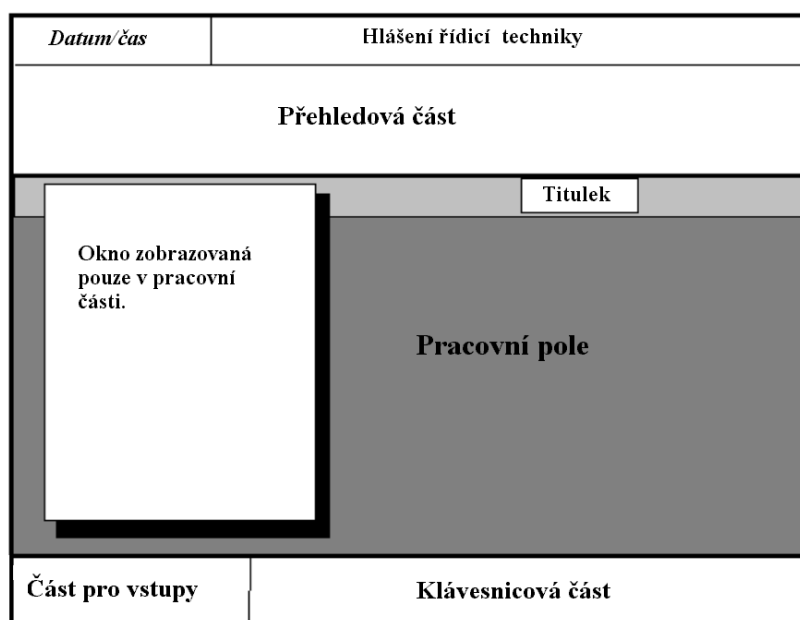 Datum/čas
Hlášení řídicí techniky
Přehledová část
Titulek
Okno zobrazovaná
pouze v pracovní
části.
Pracovní pole
Část pro vstupy
Klávesnicová část